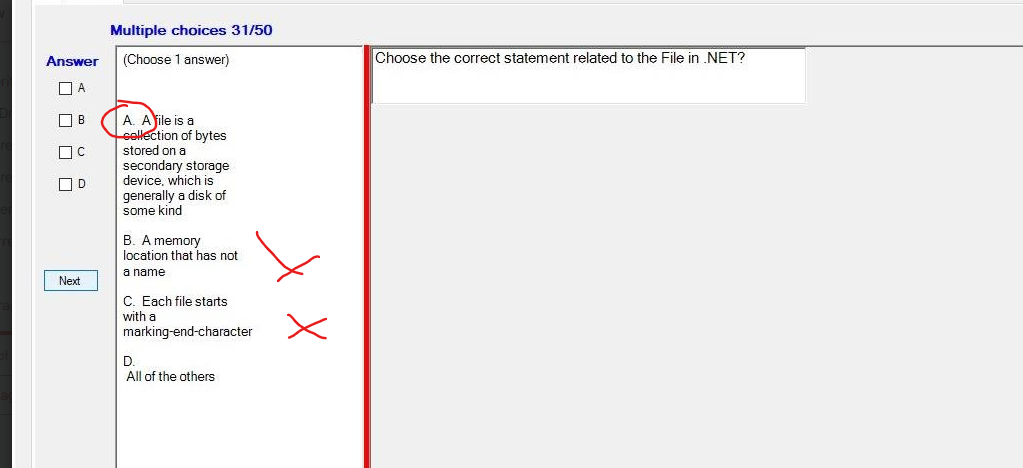 Multiple choices 31/50
Answer
A
B
C
D
Next
(Choose 1 answer)
A. A file is a
collection of bytes
stored on a
secondary storage
device, which is
generally a disk of
some kind
B. A memory
location that has not
a name
C. Each file starts
with a
marking-end-character
D.
All of the others
Choose the correct statement related to the File in .NET?